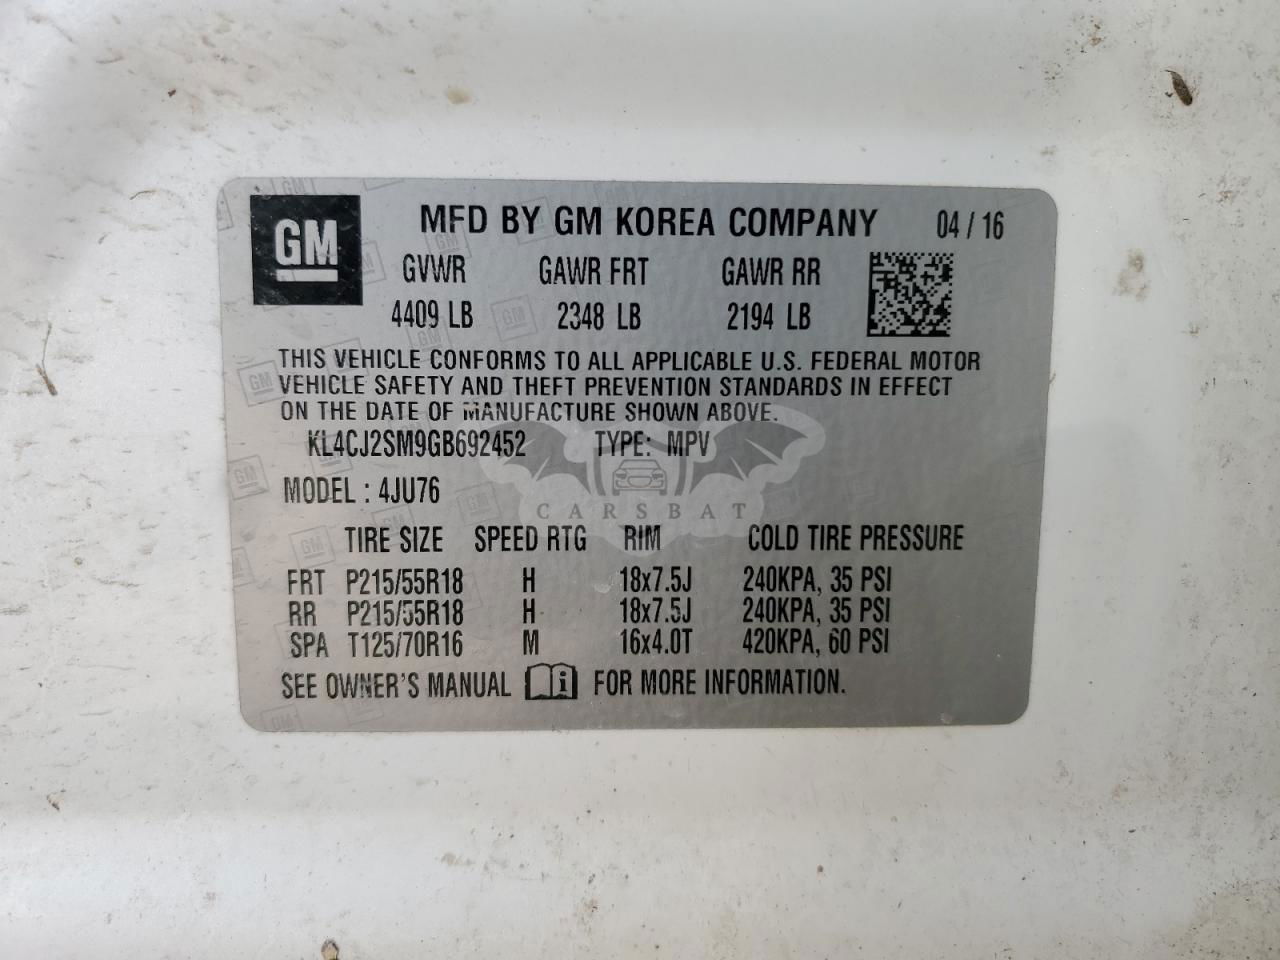 GM
MFD BY GM KOREA COMPANY 04 / 16
GVWR GAWR FRT GAWR RR
4409 LB 2348 LB 2194 LB
THIS VEHICLE CONFORMS TO ALL APPLICABLE U.S. FEDERAL MOTOR
VEHICLE SAFETY AND THEFT PREVENTION STANDARDS IN EFFECT
ON THE DATE OF MANUFACTURE SHOWN ABOVE.
KL4CJ2SM9GB692452 TYPE: MPV
MODEL : 4JU76
CARSBAT
TIRE SIZE SPEED RTG RIM COLD TIRE PRESSURE
FRT P215/55R18 H 18x7.5J 240KPA, 35 PSI
RR P215/55R18 H 18x7.5J 240KPA, 35 PSI
SPA T125/70R16 M 16x4.0T 420KPA, 60 PSI
SEE OWNER'S MANUAL i FOR MORE INFORMATION.